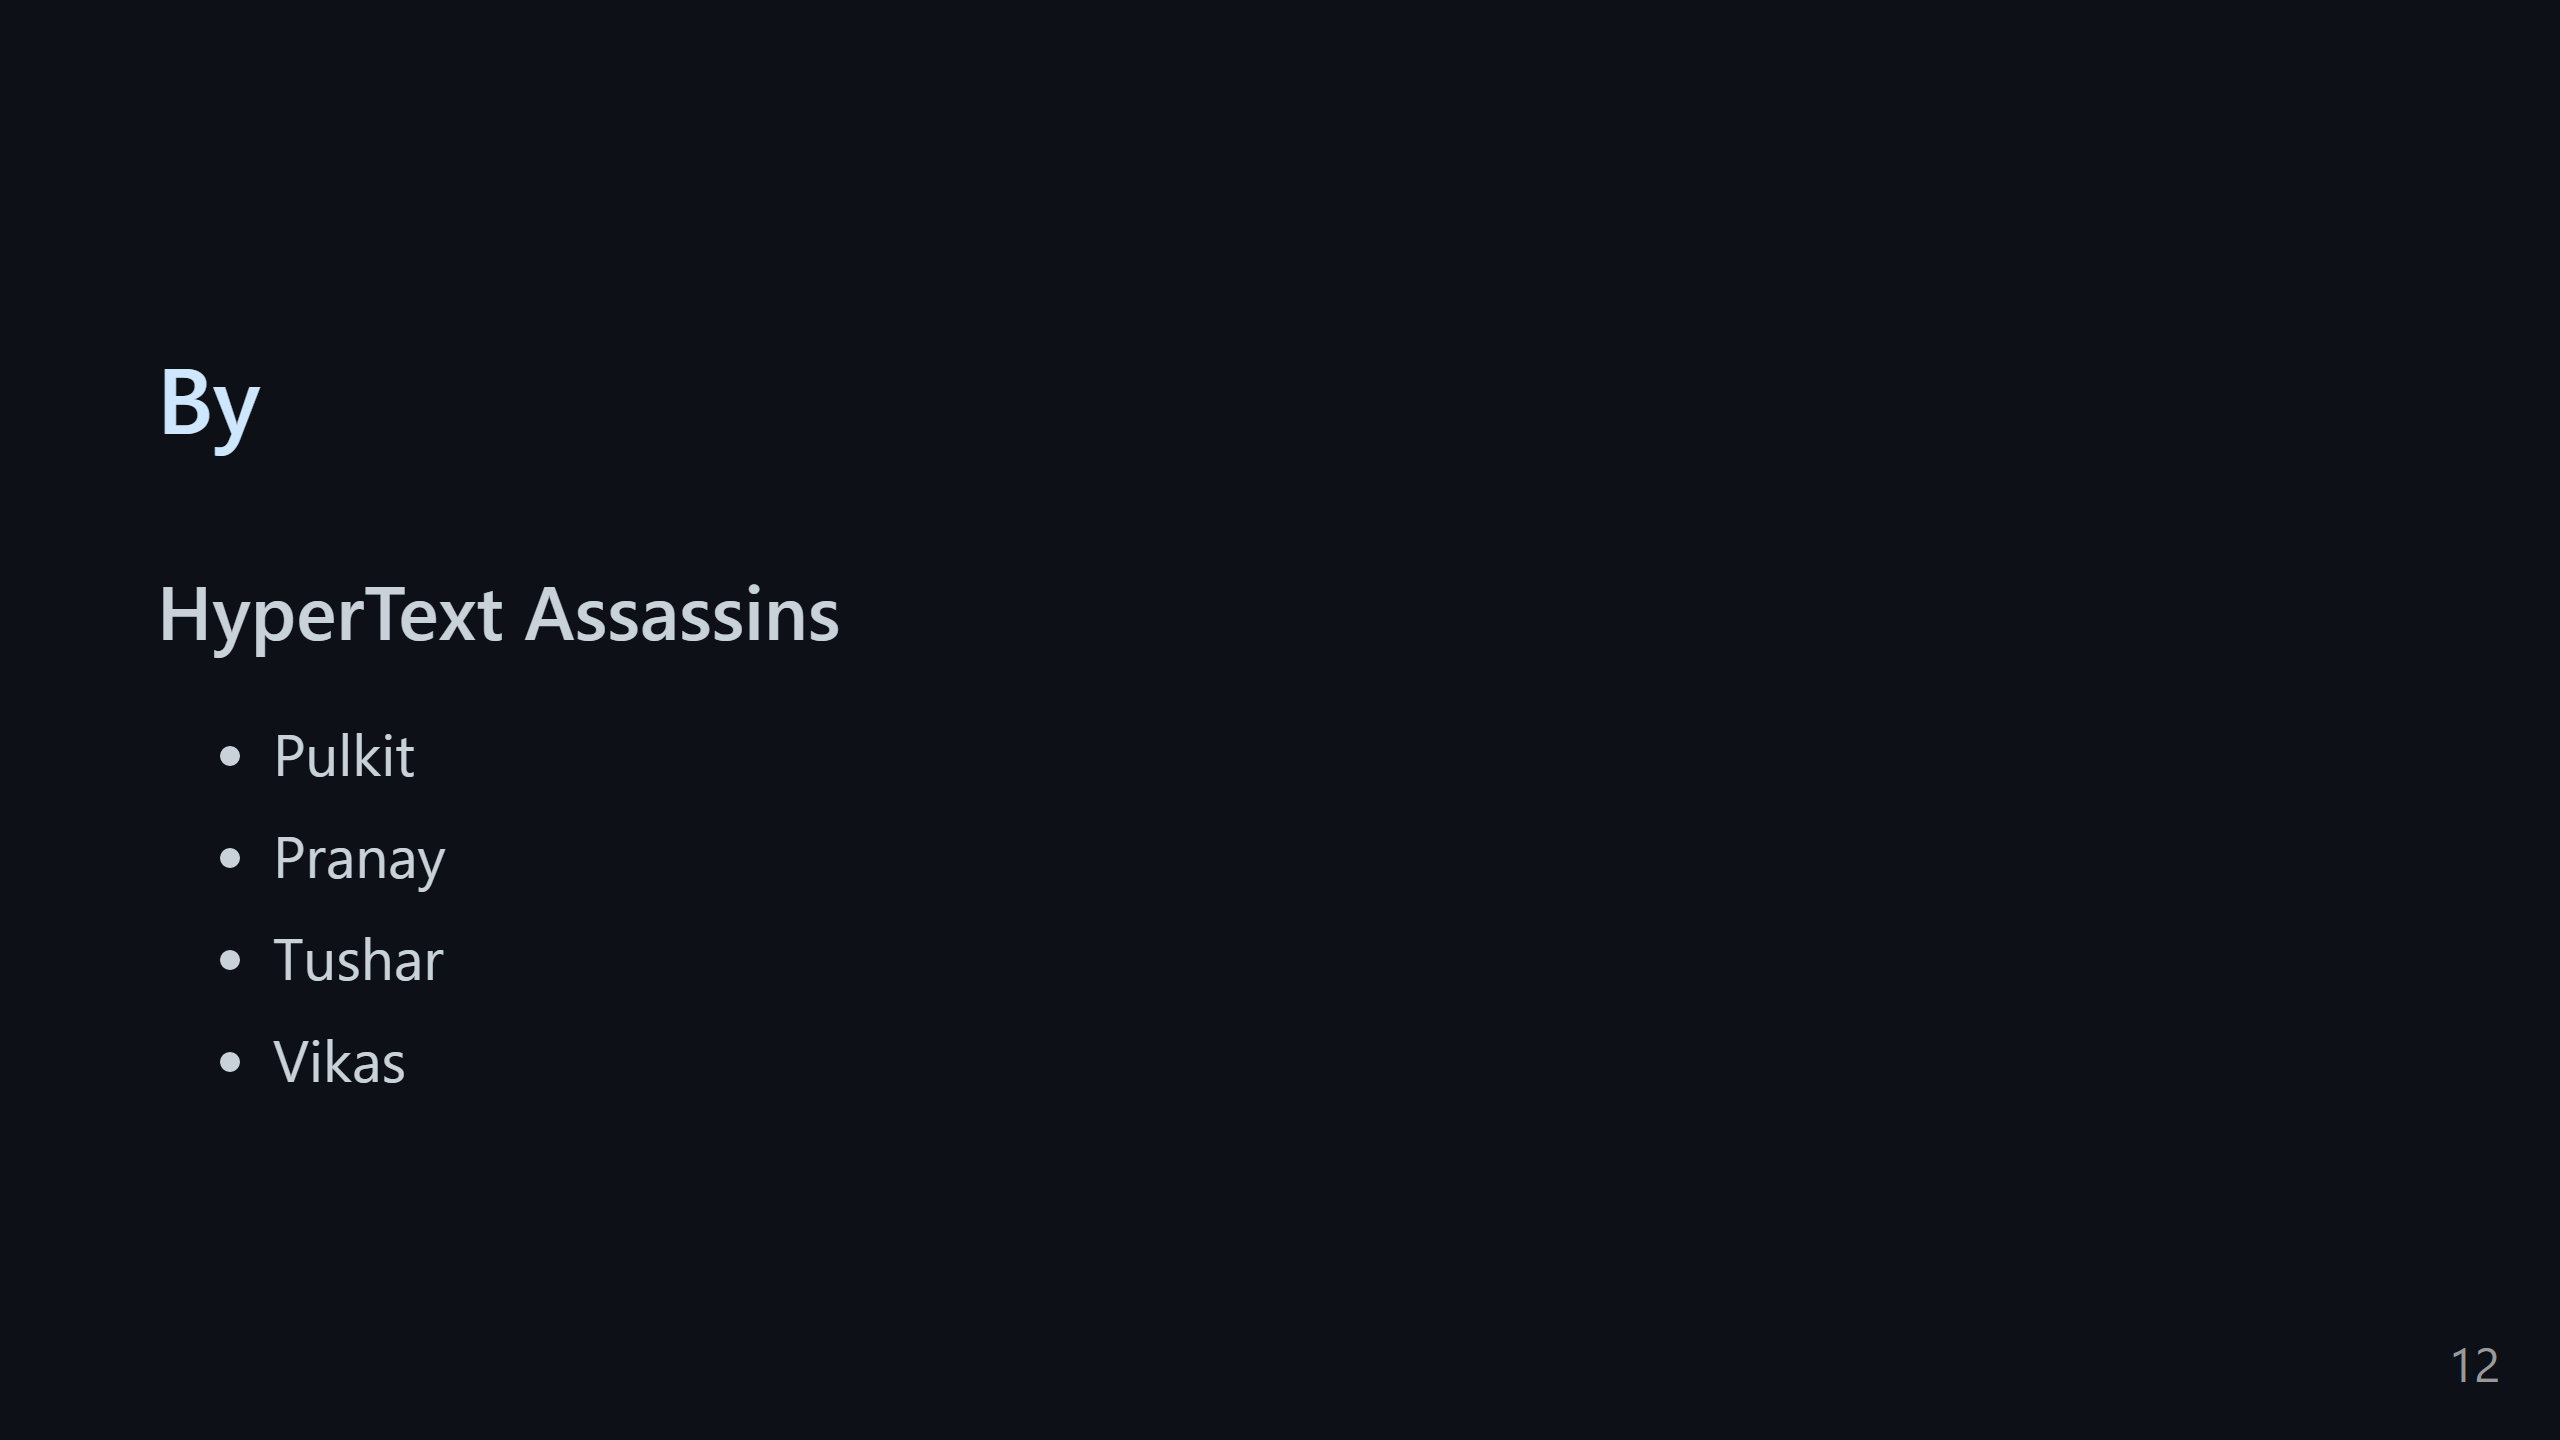 By
HyperText Assassins
Pulkit
Pranay
Tushar
Vikas
12